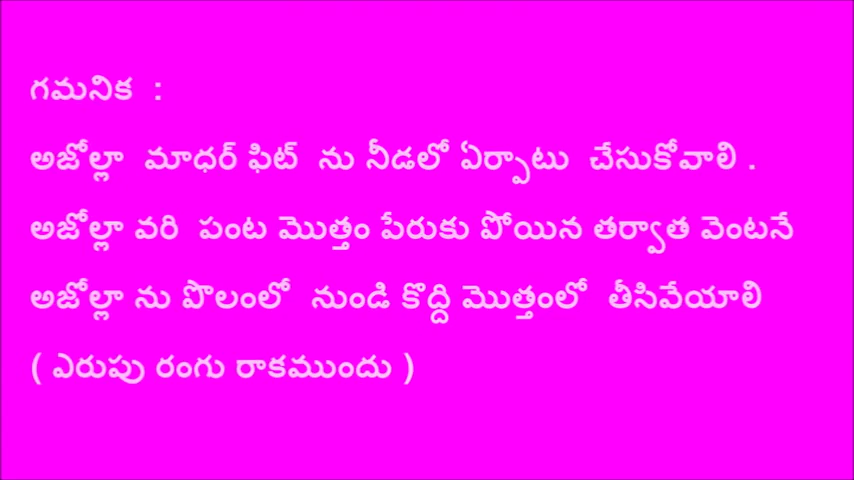 గమనిక :
అజోల్లా మాధర్ ఫిట్ ను నీడలో ఏర్పాటు చేసుకోవాలి .
అజోల్లా వరి పంట మొత్తం పేరుకు పోయిన తర్వాత వెంటనే
అజోల్లా ను పొలంలో నుండి కొద్ది మొత్తంలో తీసివేయాలి
( ఎరుపు రంగు రాకముందు )